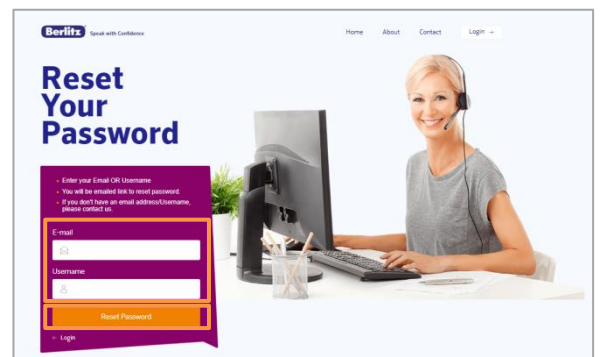 Berlitz Speak with Confidence
Home About Contact Login →
Reset
Your
Password
• Enter your Email OR Username
• You will be emailed link to reset password.
• If you don't have an email address/Username,
please contact us.
E-mail
Username
Reset Password
← Login